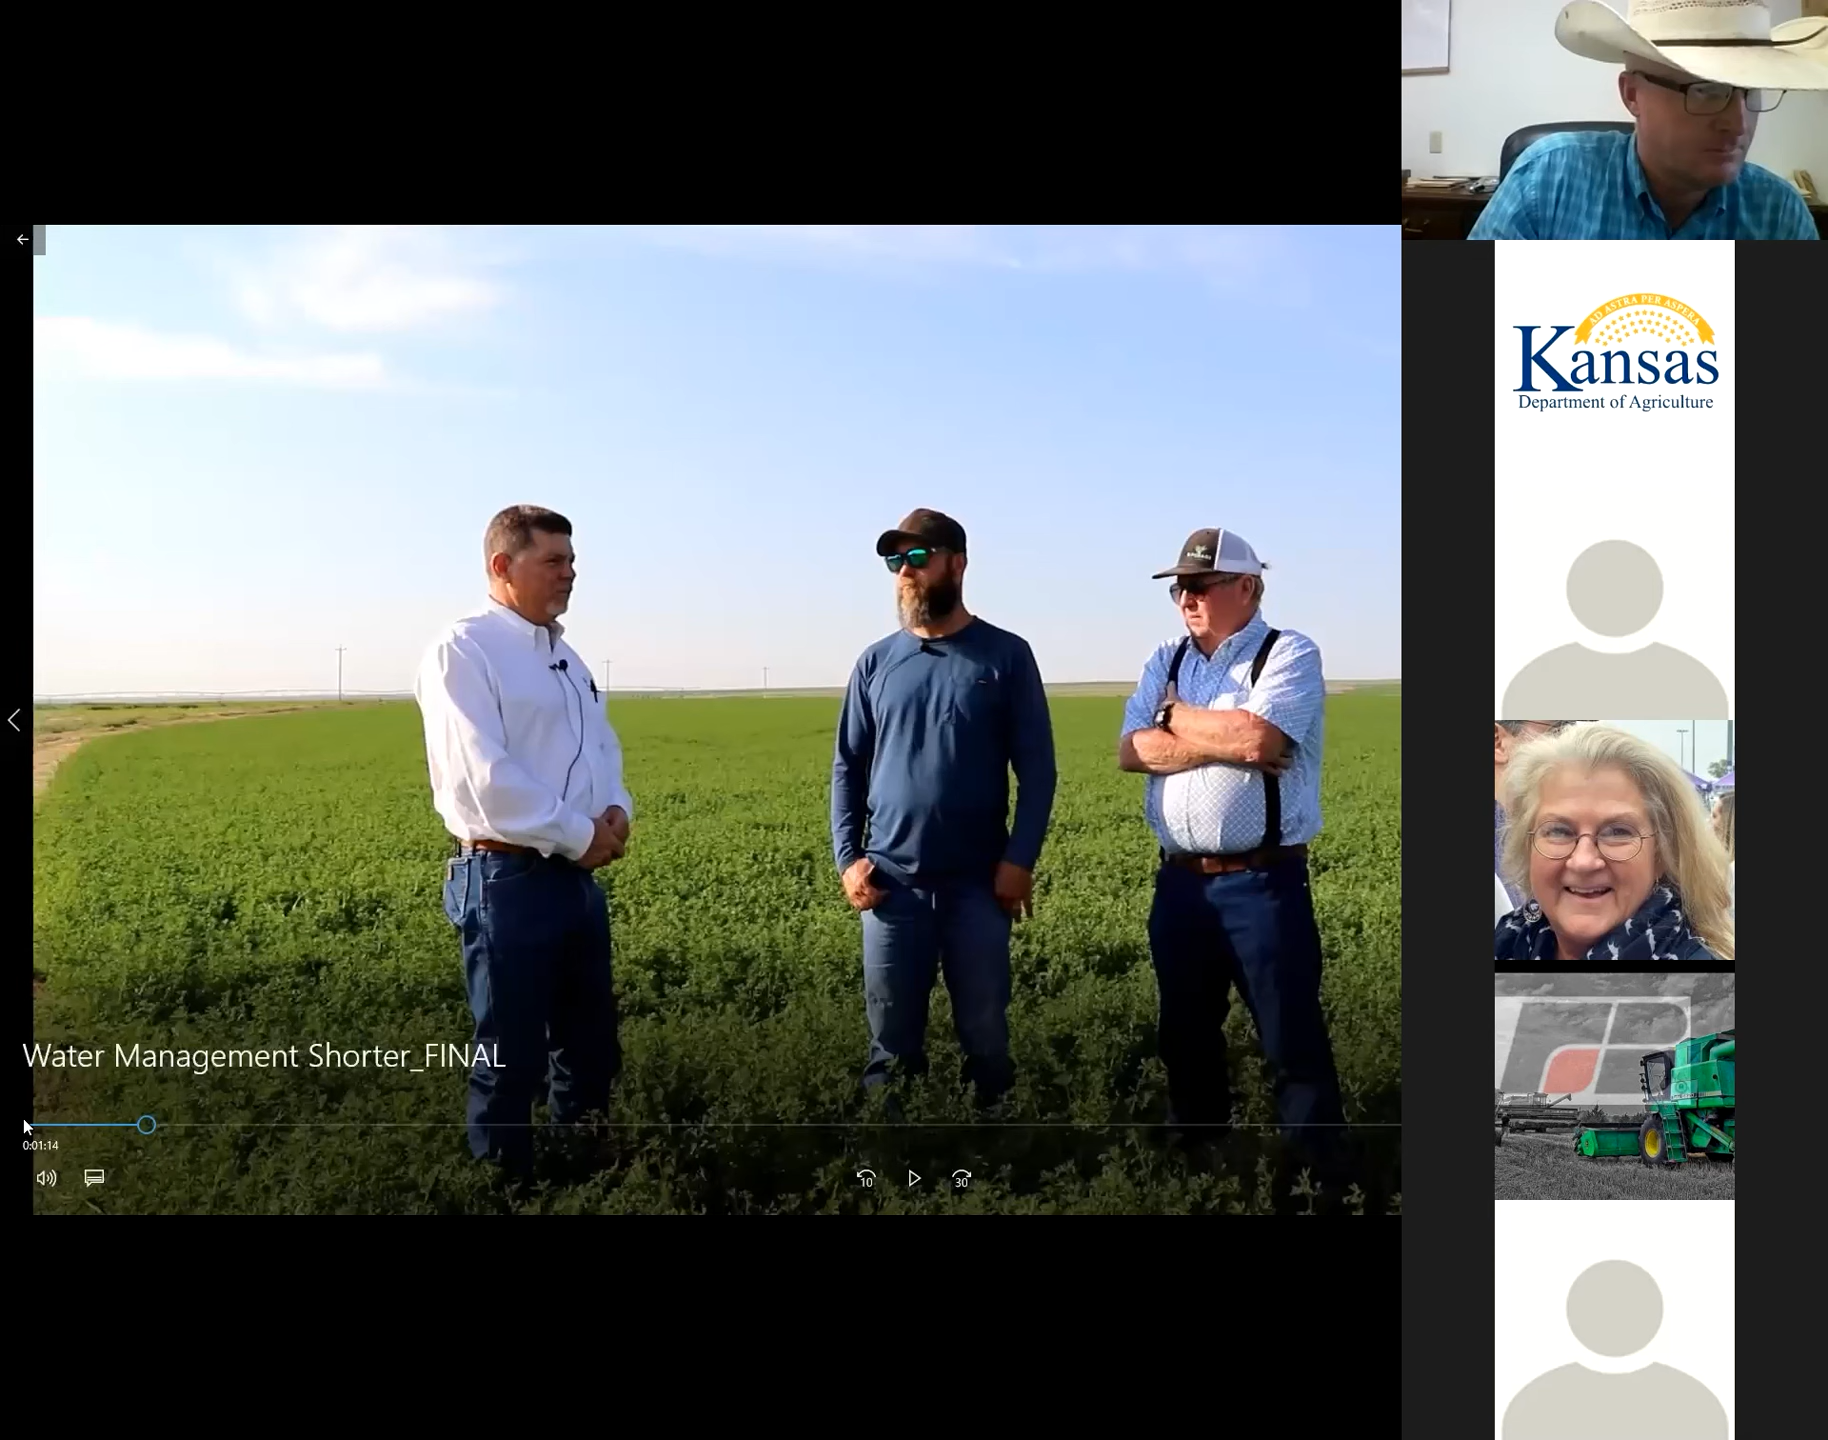 AD ASTRA PER ASPERA
Kansas
Department of Agriculture
Water Management Shorter_FINAL
0:01:14
10
30